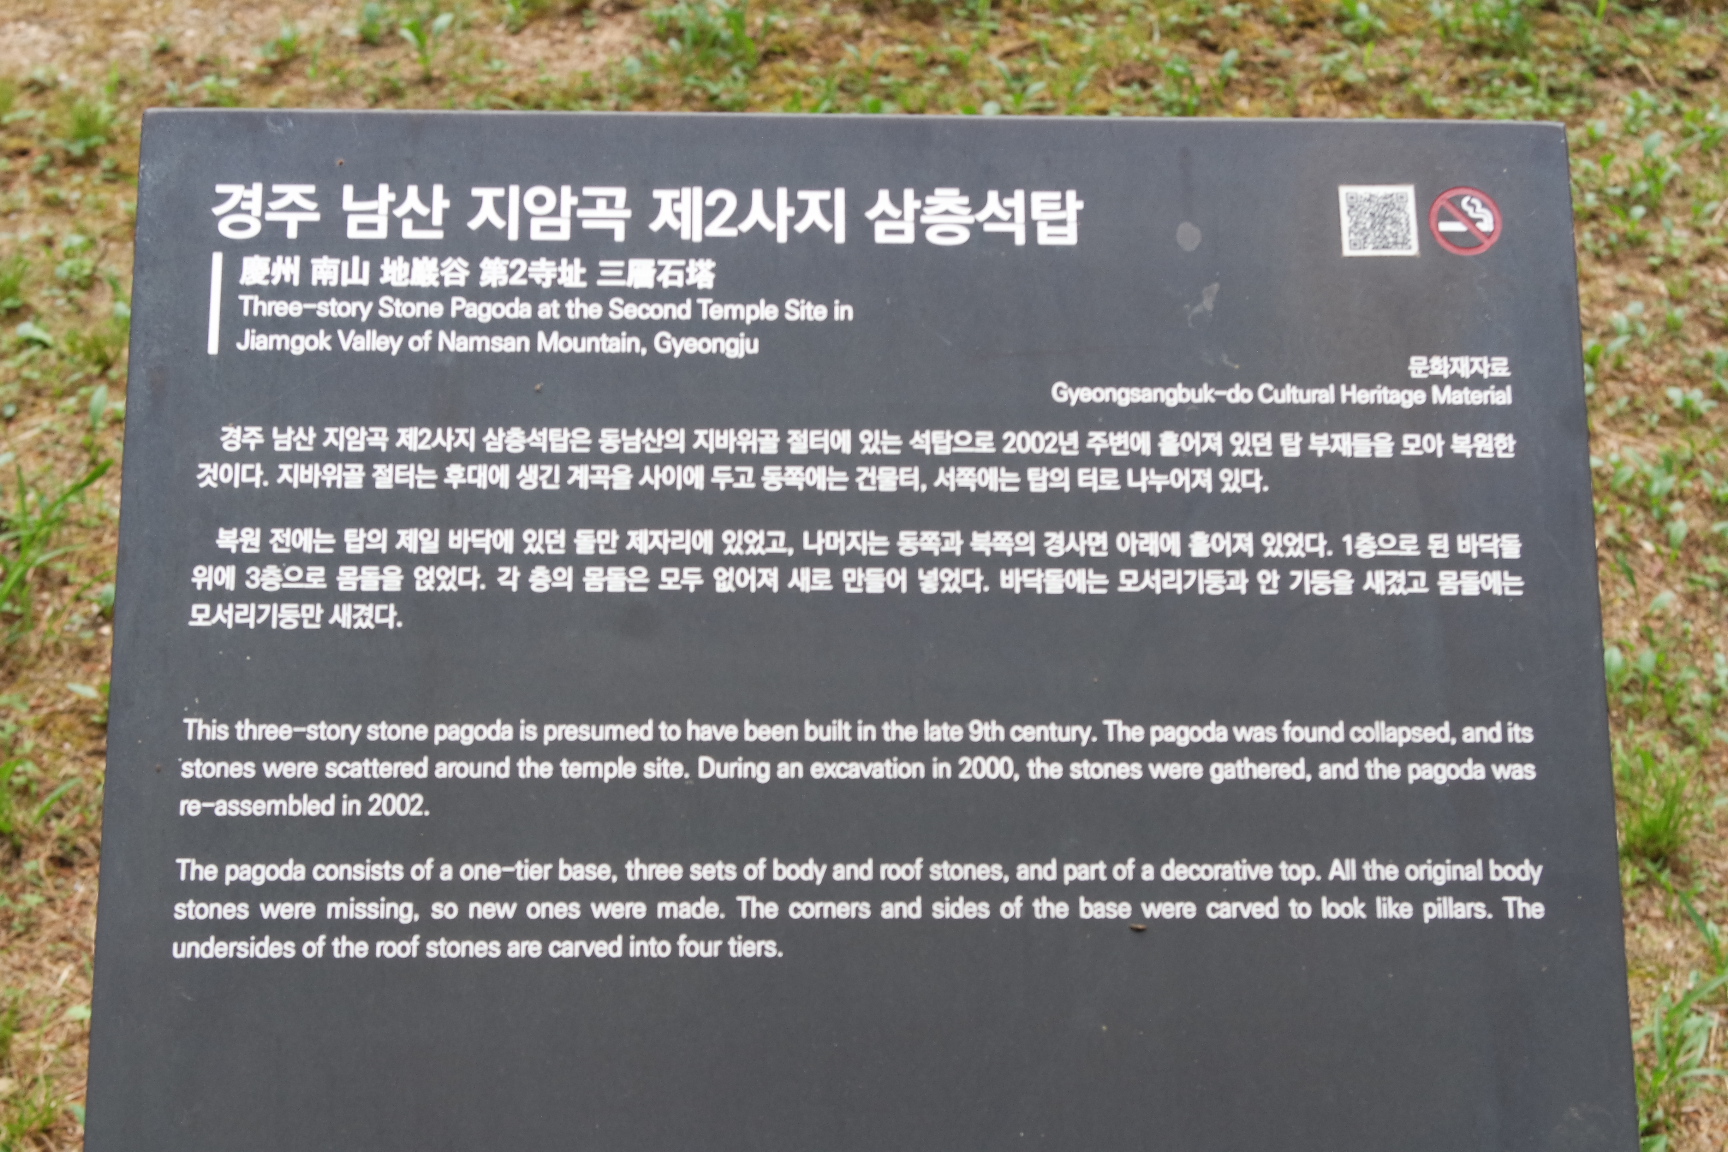 경주 남산 지암곡 제2사지 삼층석탑
慶州 南山 地巖谷 第2寺址 三層石塔
Three-story Stone Pagoda at the Second Temple Site in
Jiamgok Valley of Namsan Mountain, Gyeongju
문화재자료
Gyeongsangbuk-do Cultural Heritage Material
경주 남산 지암곡 제2사지 삼층석탑은 동남산의 지바위골 절터에 있는 석탑으로 2002년 주변에 흩어져 있던 탑 부재들을 모아 복원한
것이다. 지바위골 절터는 후대에 생긴 계곡을 사이에 두고 동쪽에는 건물터, 서쪽에는 탑의 터로 나누어져 있다.
복원 전에는 탑의 제일 바닥에 있던 돌만 제자리에 있었고, 나머지는 동쪽과 북쪽의 경사면 아래에 흩어져 있었다. 1층으로 된 바닥돌
위에 3층으로 몸돌을 얹었다. 각 층의 몸돌은 모두 없어져 새로 만들어 넣었다. 바닥돌에는 모서리기둥과 안 기둥을 새겼고 몸돌에는
모서리기둥만 새겼다.
This three-story stone pagoda is presumed to have been built in the late 9th century. The pagoda was found collapsed, and its
stones were scattered around the temple site. During an excavation in 2000, the stones were gathered, and the pagoda was
re-assembled in 2002.
The pagoda consists of a one-tier base, three sets of body and roof stones, and part of a decorative top. All the original body
stones were missing, so new ones were made. The corners and sides of the base were carved to look like pillars. The
undersides of the roof stones are carved into four tiers.